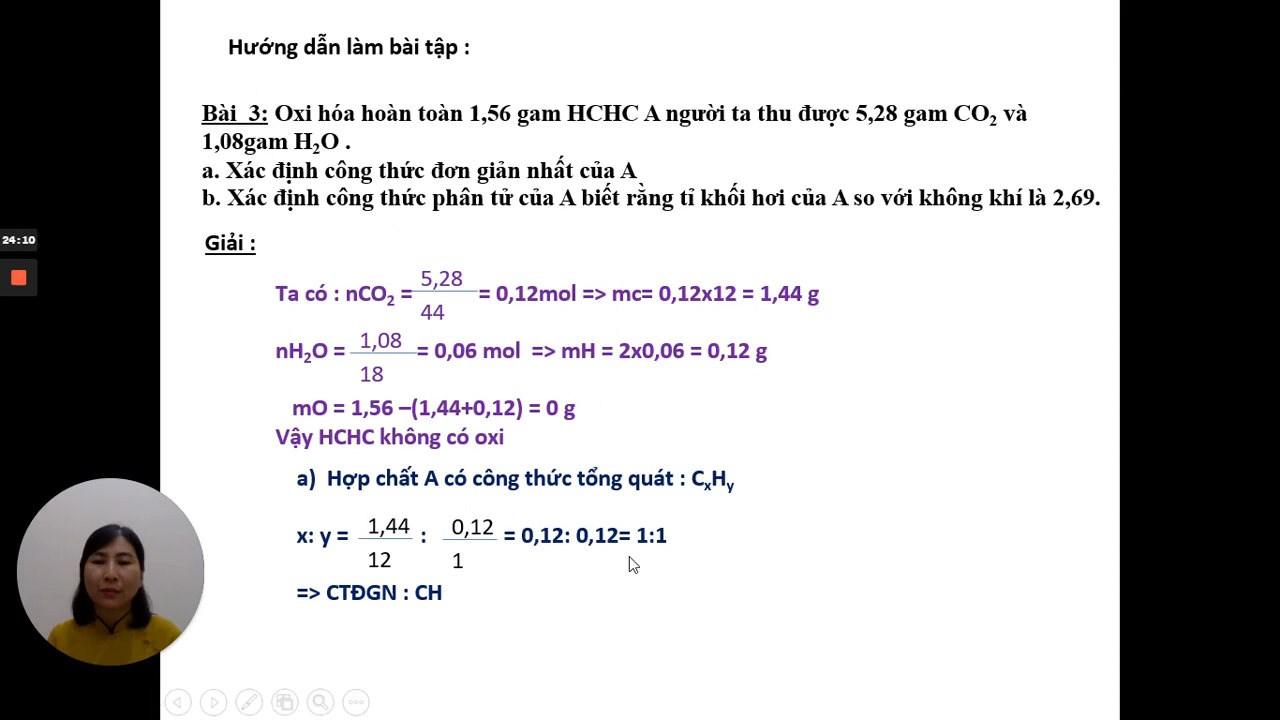 Hướng dẫn làm bài tập :
Bài 3: Oxi hóa hoàn toàn 1,56 gam HCHC A người ta thu được 5,28 gam CO₂ và
1,08gam H₂O .
a. Xác định công thức đơn giản nhất của A
b. Xác định công thức phân tử của A biết rằng tỉ khối hơi của A so với không khí là 2,69.
24:10
Giải :
Ta có : nCO₂ = 5,28/44 = 0,12mol => mc= 0,12x12 = 1,44 g
nH₂O = 1,08/18 = 0,06 mol => mH = 2x0,06 = 0,12 g
mO = 1,56 –(1,44+0,12) = 0 g
Vậy HCHC không có oxi
a) Hợp chất A có công thức tổng quát : CₓHᵧ
x: y = 1,44/12 : 0,12/1 = 0,12: 0,12= 1:1
=> CTĐGN : CH